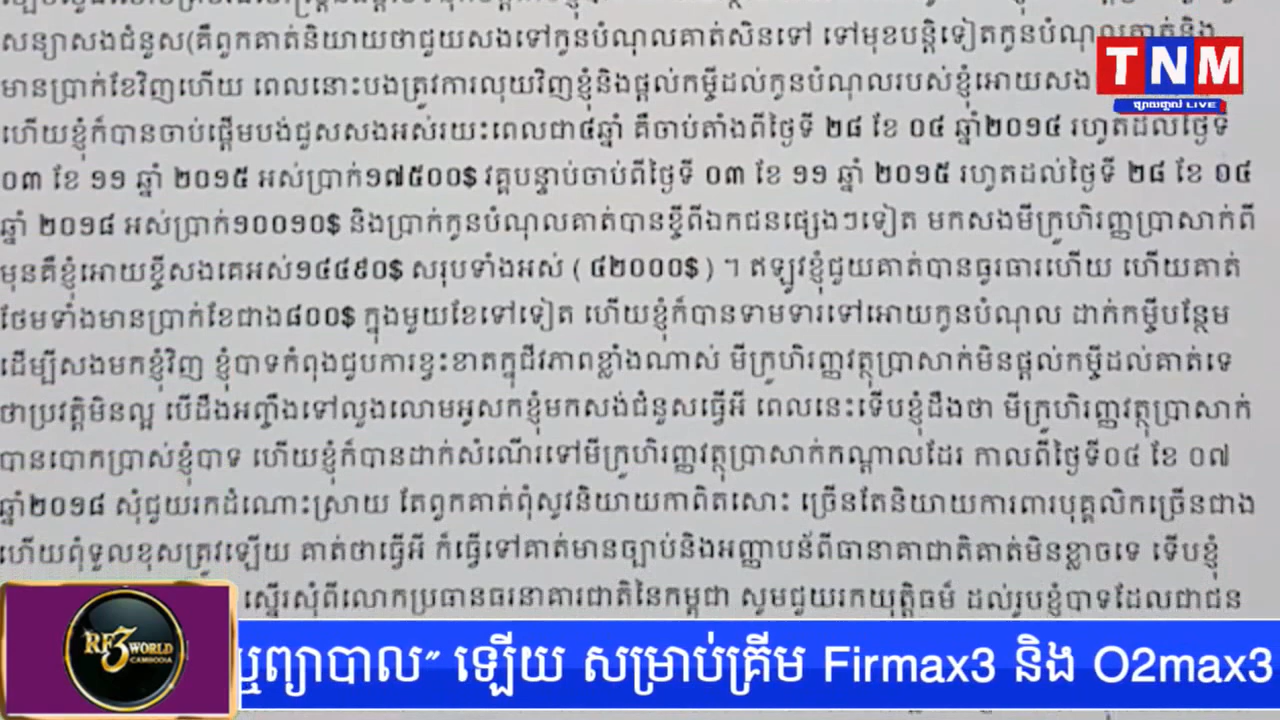 សន្យាសងជំនួស(គឺពួកគាត់និយាយថាជួយសងទៅកូនបំណុលគាត់សិនទៅ ទៅមុខបន្តិទៀតកូនបំណុលគាត់និង
មានប្រាក់ខែវិញហើយ ពេលនោះបងត្រូវការលុយវិញខ្ញុំនិងផ្តល់កម្ចីដល់កូនបំណុលរបស់ខ្ញុំអោយសង
ហើយខ្ញុំក៏បានចាប់ផ្តើមបង់ជួសសងអស់រយះពេលជា៤ឆ្នាំ គឺចាប់តាំងពីថ្ងៃទី ២៨ ខែ ០៤ ឆ្នាំ២០១៤ រហូតដល់ថ្ងៃទី
០៣ ខែ ១១ ឆ្នាំ ២០១៥ អស់ប្រាក់១៧៥០០$ វគ្គបន្ទាប់ចាប់ពីថ្ងៃទី ០៣ ខែ ១១ ឆ្នាំ ២០១៥ រហូតដល់ថ្ងៃទី ២៨ ខែ ០៤
ឆ្នាំ ២០១៨ អស់ប្រាក់១០០១០$ និងប្រាក់កូនបំណុលគាត់បានខ្ចីពីឯកជនផ្សេងៗទៀត មកសងមីក្រូហិរញ្ញប្រាសាក់ពី
មុនគឺខ្ញុំអោយខ្ចីសងគេអស់១៤៤៩០$ សរុបទាំងអស់ ( ៤២០០០$ ) ។ ឥឡូវខ្ញុំជួយគាត់បានធូរធារហើយ ហើយគាត់
ថែមទាំងមានប្រាក់ខែជាង៨០០$ ក្នុងមួយខែទៅទៀត ហើយខ្ញុំក៏បានទាមទារទៅអោយកូនបំណុល ដាក់កម្ចីបន្ថែម
ដើម្បីសងមកខ្ញុំវិញ ខ្ញុំបាទកំពុងជួបការខ្វះខាតក្នុជីវភាពខ្លាំងណាស់ មីក្រូហិរញ្ញវត្ថុប្រាសាក់មិនផ្តល់កម្ចីដល់គាត់ទេ
ថាប្រវត្តិមិនល្អ បើដឹងអញ្ចឹងទៅលួងលោមអូសកខ្ញុំមកសង់ជំនួសធ្វើអី ពេលនេះទើបខ្ញុំដឹងថា មីក្រូហិរញ្ញវត្ថុប្រាសាក់
បានបោកប្រាស់ខ្ញុំបាទ ហើយខ្ញុំក៏បានដាក់សំណើរទៅមីក្រូហិរញ្ញវត្ថុប្រាសាក់កណ្តាលដែរ កាលពីថ្ងៃទី០៤ ខែ ០៧
ឆ្នាំ២០១៨ សុំជួយរកដំណោះស្រាយ តែពួកគាត់ពុំសូវនិយាយកាពិតសោះ ច្រើនតែនិយាយការពារបុគ្គលិកច្រើនជាង
ហើយពុំទួលខុសត្រូវឡើយ គាត់ថាធ្វើអី ក៏ធ្វើទៅគាត់មានច្បាប់និងអញ្ញាបន័ពីធានាគាជាតិគាត់មិនខ្លាចទេ ទើបខ្ញុំ
ស្នើរសុំពីលោកប្រធានធរនាគារជាតិនៃកម្ពុជា សូមជួយរកយុត្តិធម៌ ដល់រូបខ្ញុំបាទដែលជាជន
TNM
ផ្សាយផ្ទាល់ LIVE
RF3WORLD
CAMBODIA
ឬព្យាបាល" ឡើយ សម្រាប់គ្រីម Firmax3 និង O2max3